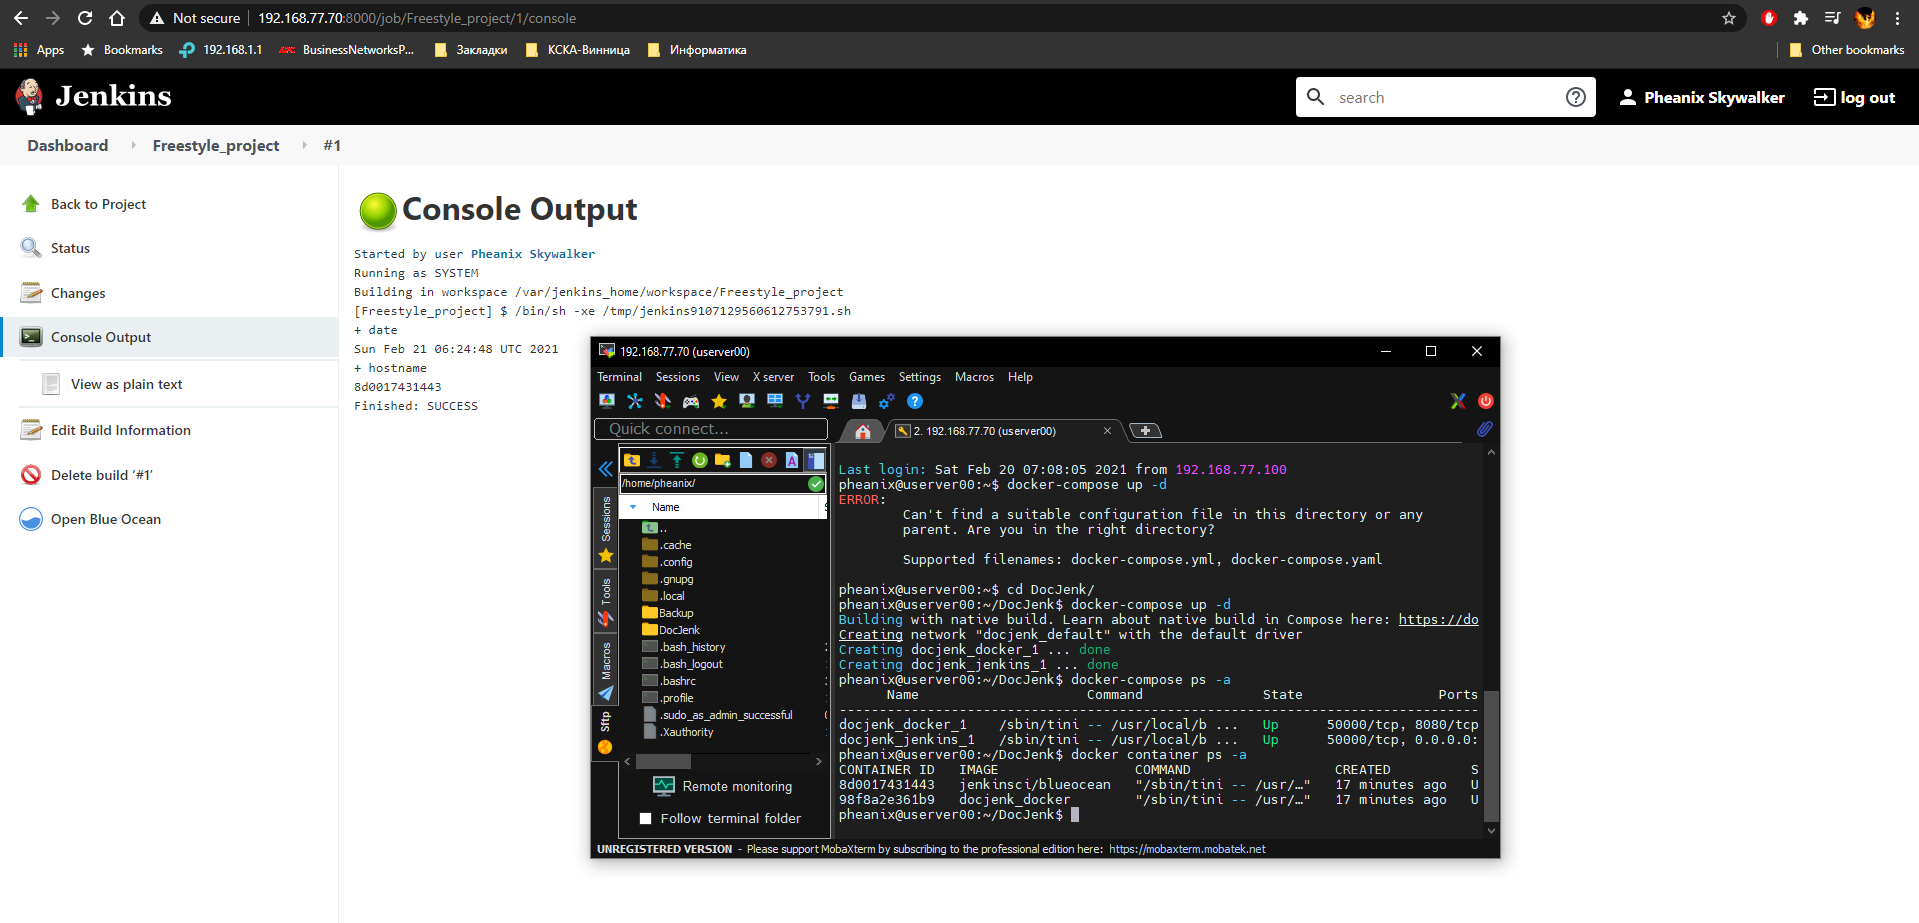 Not secure
192.168.77.70:8000/job/Freestyle_project/1/console
Apps
Bookmarks
192.168.1.1
BusinessNetworksP...
Закладки
КСКА-Винница
Информатика
Other bookmarks
Jenkins
search
Pheanix Skywalker
log out
Dashboard
Freestyle_project
#1
Back to Project
Status
Changes
Console Output
View as plain text
Edit Build Information
Delete build ‘#1’
Open Blue Ocean
Console Output
Started by user Pheanix Skywalker
Running as SYSTEM
Building in workspace /var/jenkins_home/workspace/Freestyle_project
[Freestyle_project] $ /bin/sh -xe /tmp/jenkins9107129560612753791.sh
+ date
Sun Feb 21 06:24:48 UTC 2021
+ hostname
8d0017431443
Finished: SUCCESS
192.168.77.70 (userver00)
Terminal Sessions View X server Tools Games Settings Macros Help
Quick connect...
2. 192.168.77.70 (userver00)
Sessions
Tools
Macros
Sftp
/home/pheanix/
Name
..
.cache
.config
.gnupg
.local
Backup
DocJenk
.bash_history
.bash_logout
.bashrc
.profile
.sudo_as_admin_successful
.Xauthority
Remote monitoring
Follow terminal folder
Last login: Sat Feb 20 07:08:05 2021 from 192.168.77.100
pheanix@userver00:~$ docker-compose up -d
ERROR:
Can't find a suitable configuration file in this directory or any
parent. Are you in the right directory?
Supported filenames: docker-compose.yml, docker-compose.yaml
pheanix@userver00:~$ cd DocJenk/
pheanix@userver00:~/DocJenk$ docker-compose up -d
Building with native build. Learn about native build in Compose here: https://do
Creating network "docjenk_default" with the default driver
Creating docjenk_docker_1 ... done
Creating docjenk_jenkins_1 ... done
pheanix@userver00:~/DocJenk$ docker-compose ps -a
Name Command State Ports
--------------------------------------------------------------------------------
docjenk_docker_1 /sbin/tini -- /usr/local/b ... Up 50000/tcp, 8080/tcp
docjenk_jenkins_1 /sbin/tini -- /usr/local/b ... Up 50000/tcp, 0.0.0.0:
pheanix@userver00:~/DocJenk$ docker container ps -a
CONTAINER ID IMAGE COMMAND CREATED S
8d0017431443 jenkinsci/blueocean "/sbin/tini -- /usr/…" 17 minutes ago U
98f8a2e361b9 docjenk_docker "/sbin/tini -- /usr/…" 17 minutes ago U
pheanix@userver00:~/DocJenk$
UNREGISTERED VERSION - Please support MobaXterm by subscribing to the professional edition here: https://mobaxterm.mobatek.net